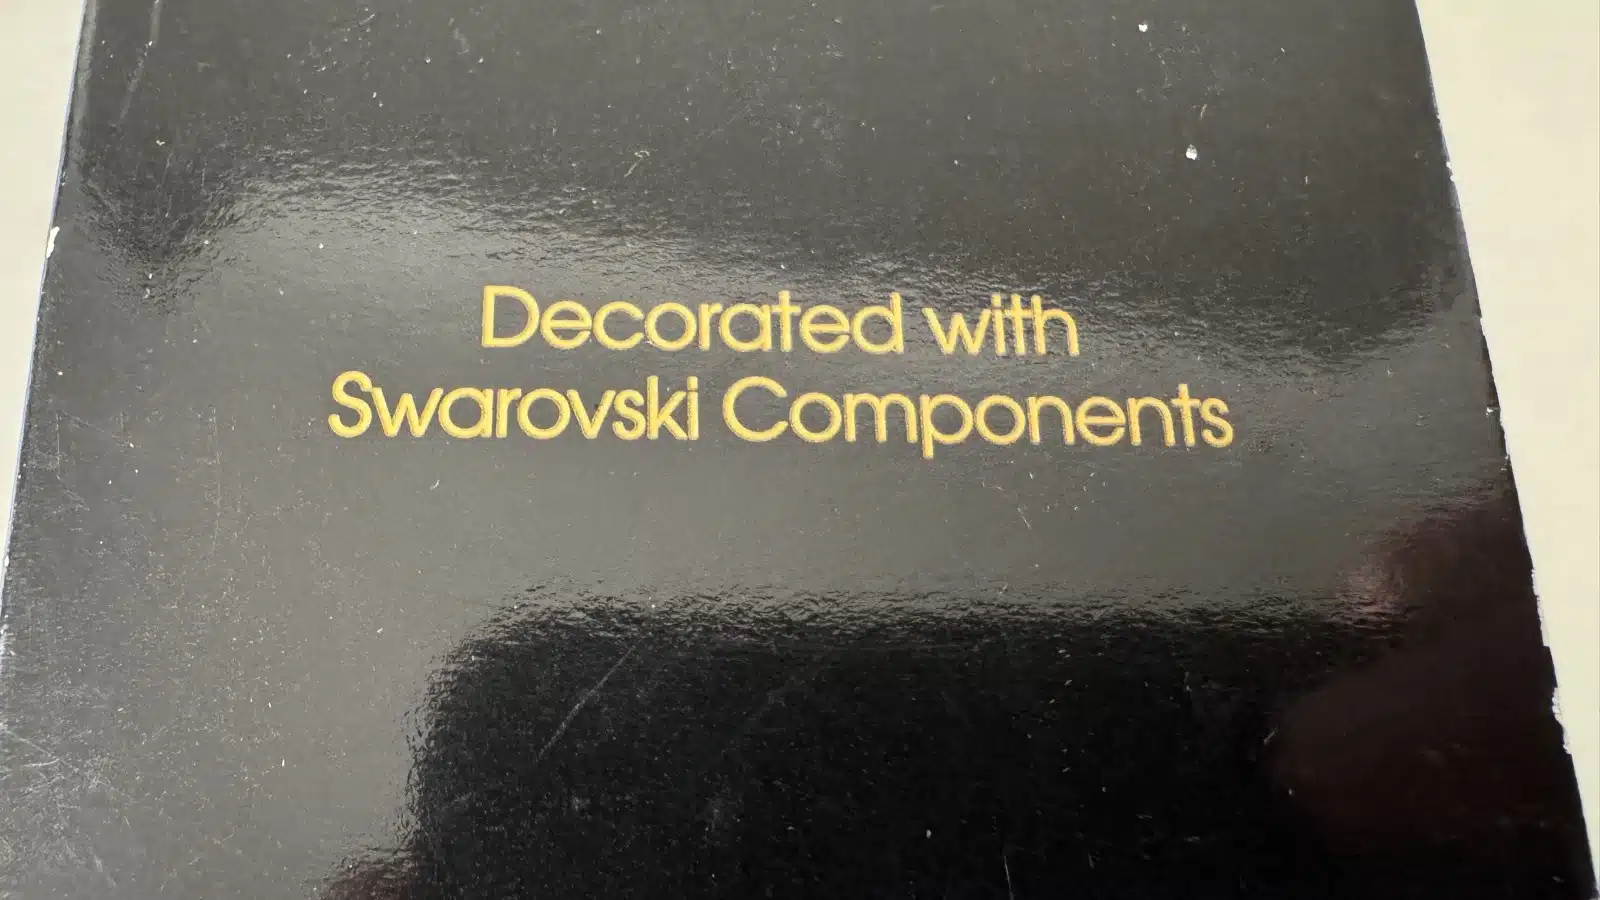 Decorated with
Swarovski Components